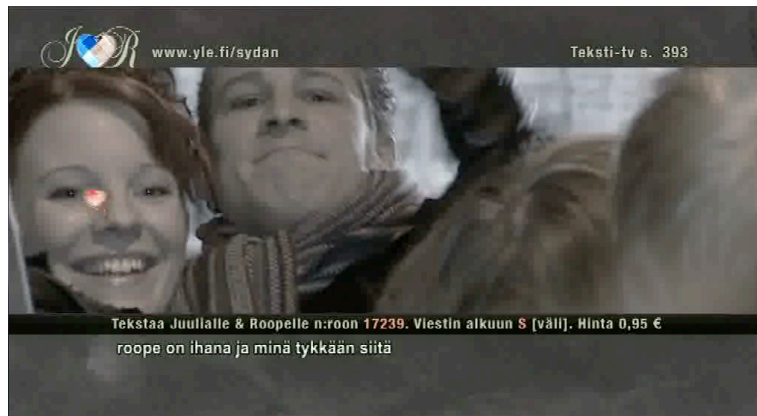 J R
www.yle.fi/sydan
Teksti-tv s. 393
Tekstaa Juulialle & Roopelle n:roon 17239. Viestin alkuun S [väli]. Hinta 0,95 €
roope on ihana ja minä tykkään siitä